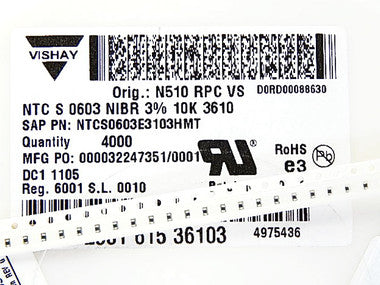 VISHAY
Orig.: N510 RPC VS D0RD00088630
NTC S 0603 NIBR 3% 10K 3610
SAP PN: NTCS0603E3103HMT
Quantity 4000
MFG PO: 000032247351/0001
DC1 1105
Reg. 6001 S.L. 0010
RoHS
e3
Pb
615 36103 4975436